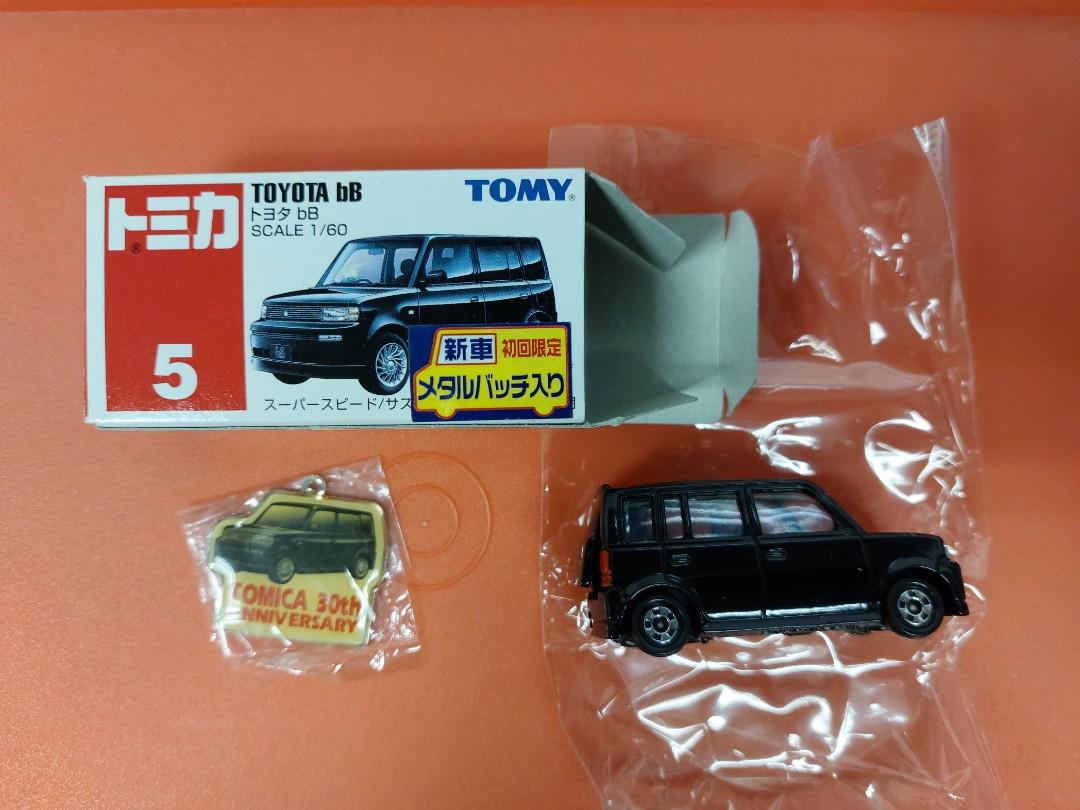 トミカ®
5
TOYOTA bB
トヨタ bB
SCALE 1/60
TOMY®
新車 初回限定
メタルバッチ入り
スーパースピード/サス
TOMICA 30th
ANNIVERSARY